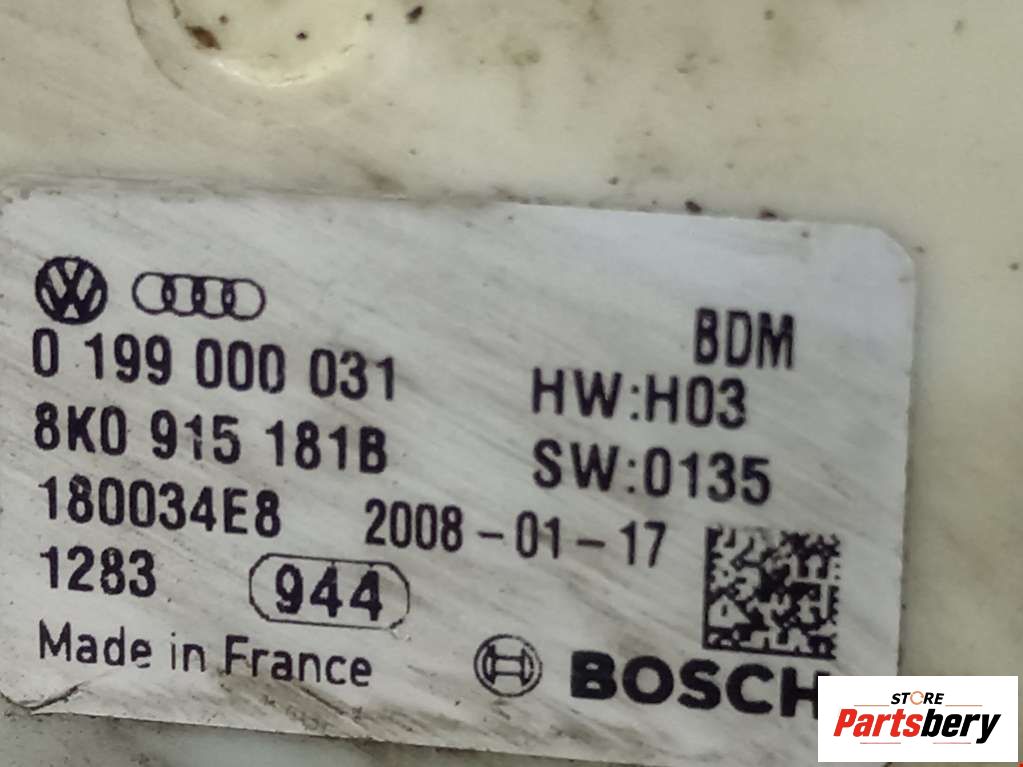 BDM
0 199 000 031
HW:H03
8K0 915 181B
SW:0135
180034E8 2008-01-17
1283 944
Made in France
BOSCH
STORE
Partsbery